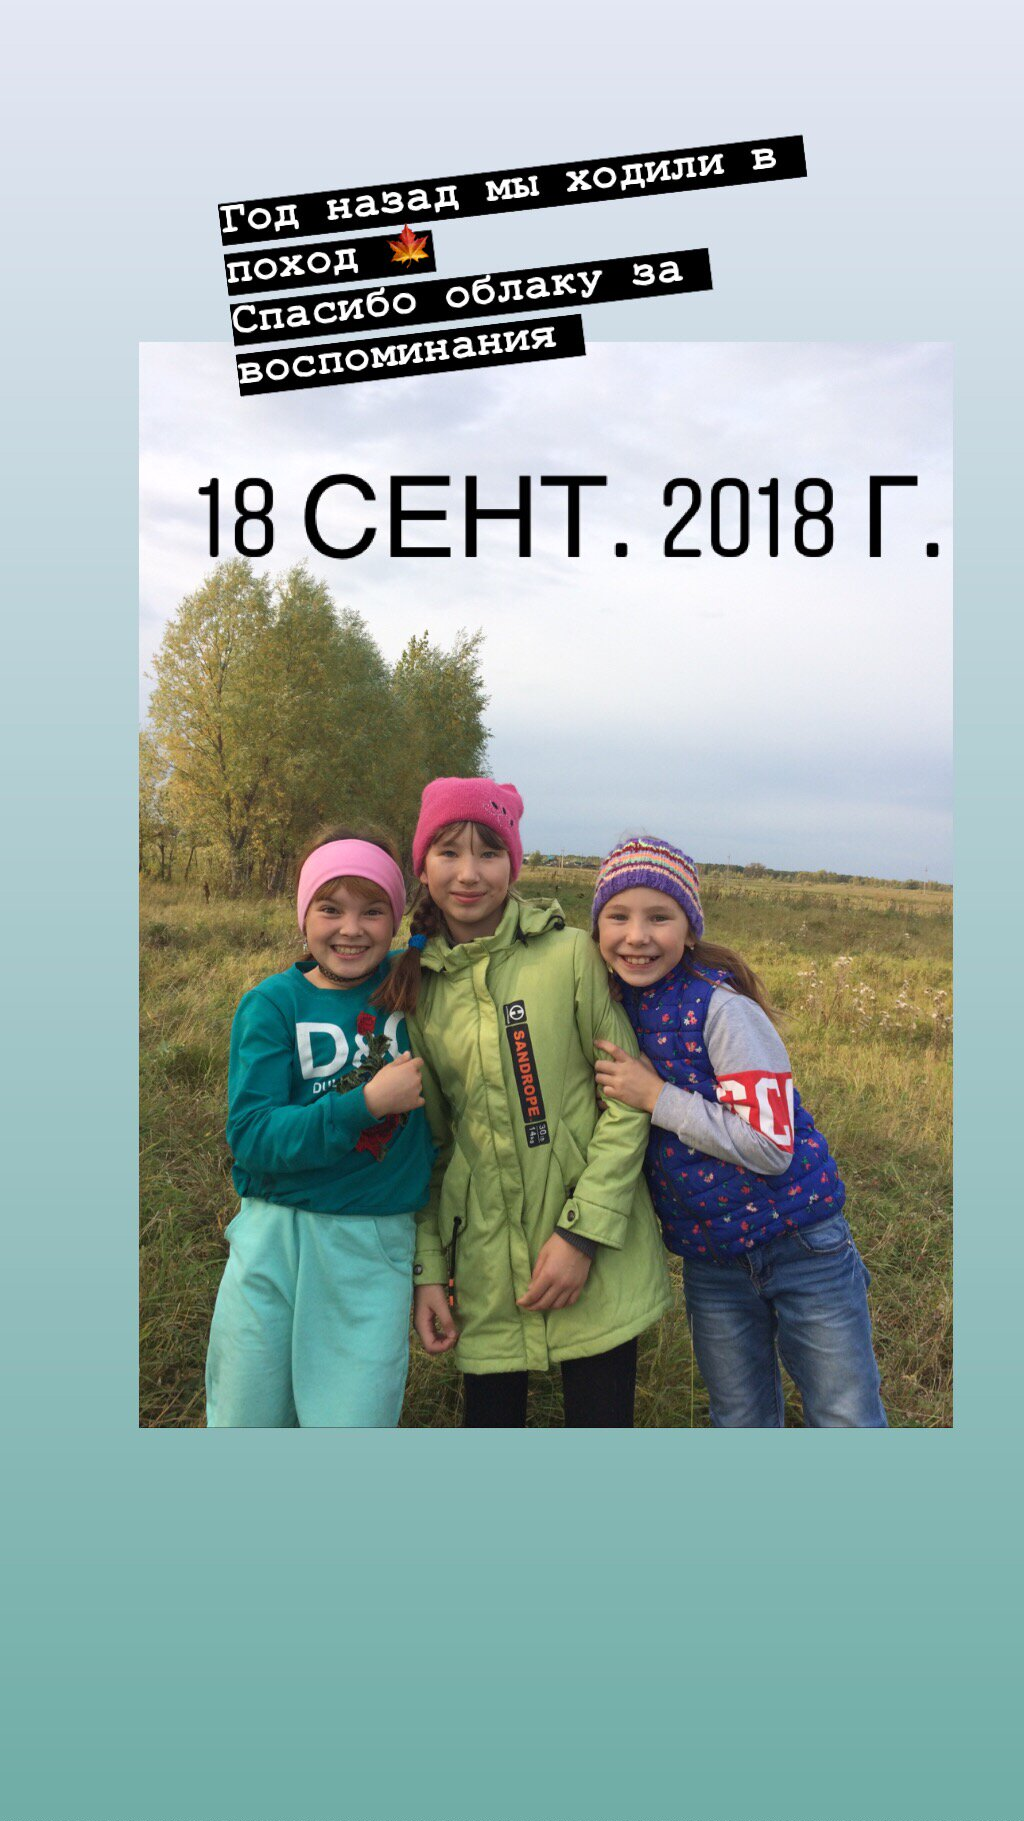 Год назад мы ходили в
поход 🍁
Спасибо облаку за
воспоминания
18 СЕНТ. 2018 Г.
D&G
SANDROPE